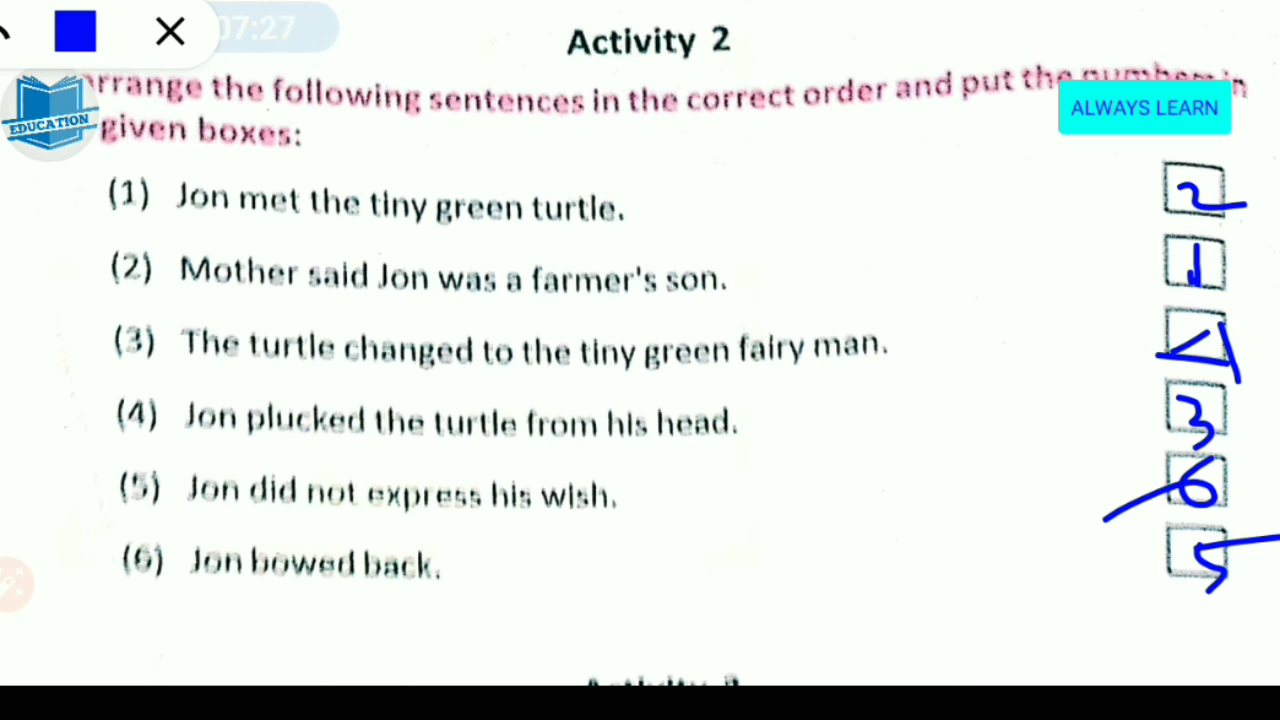 07:27
Activity 2
arrange the following sentences in the correct order and put the numbers in
EDUCATION
given boxes:
ALWAYS LEARN
(1) Jon met the tiny green turtle. 2
(2) Mother said Jon was a farmer's son. 1
(3) The turtle changed to the tiny green fairy man. 4
(4) Jon plucked the turtle from his head. 3
(5) Jon did not express his wish. 6
(6) Jon bowed back. 5